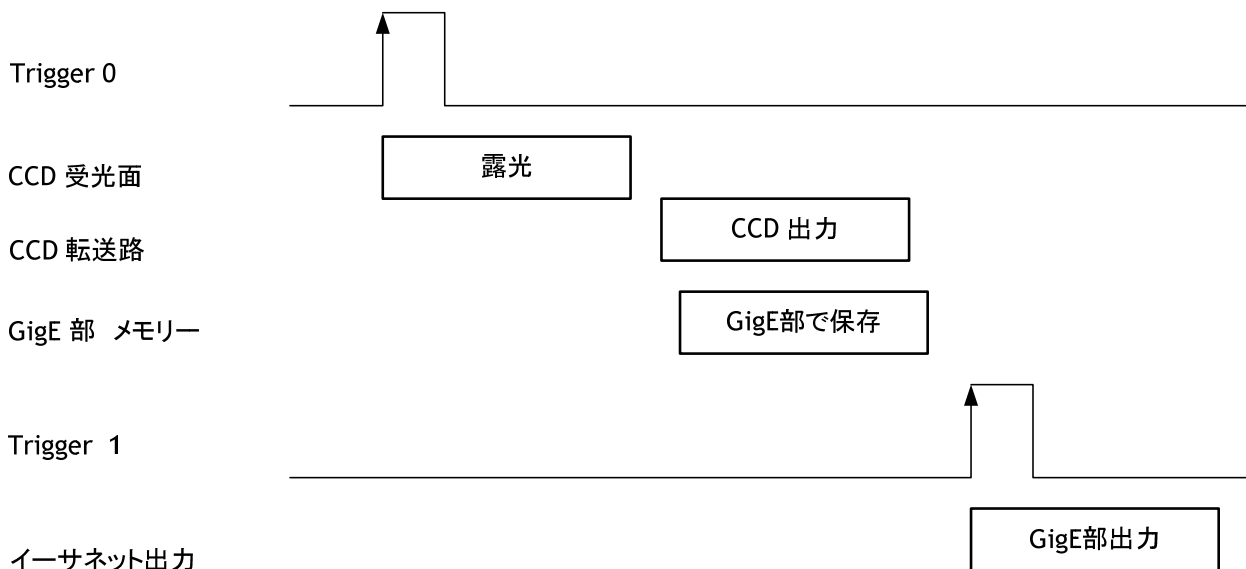 Trigger 0
CCD 受光面
露光
CCD 転送路
CCD 出力
GigE 部 メモリー
GigE部で保存
Trigger 1
イーサネット出力
GigE部出力